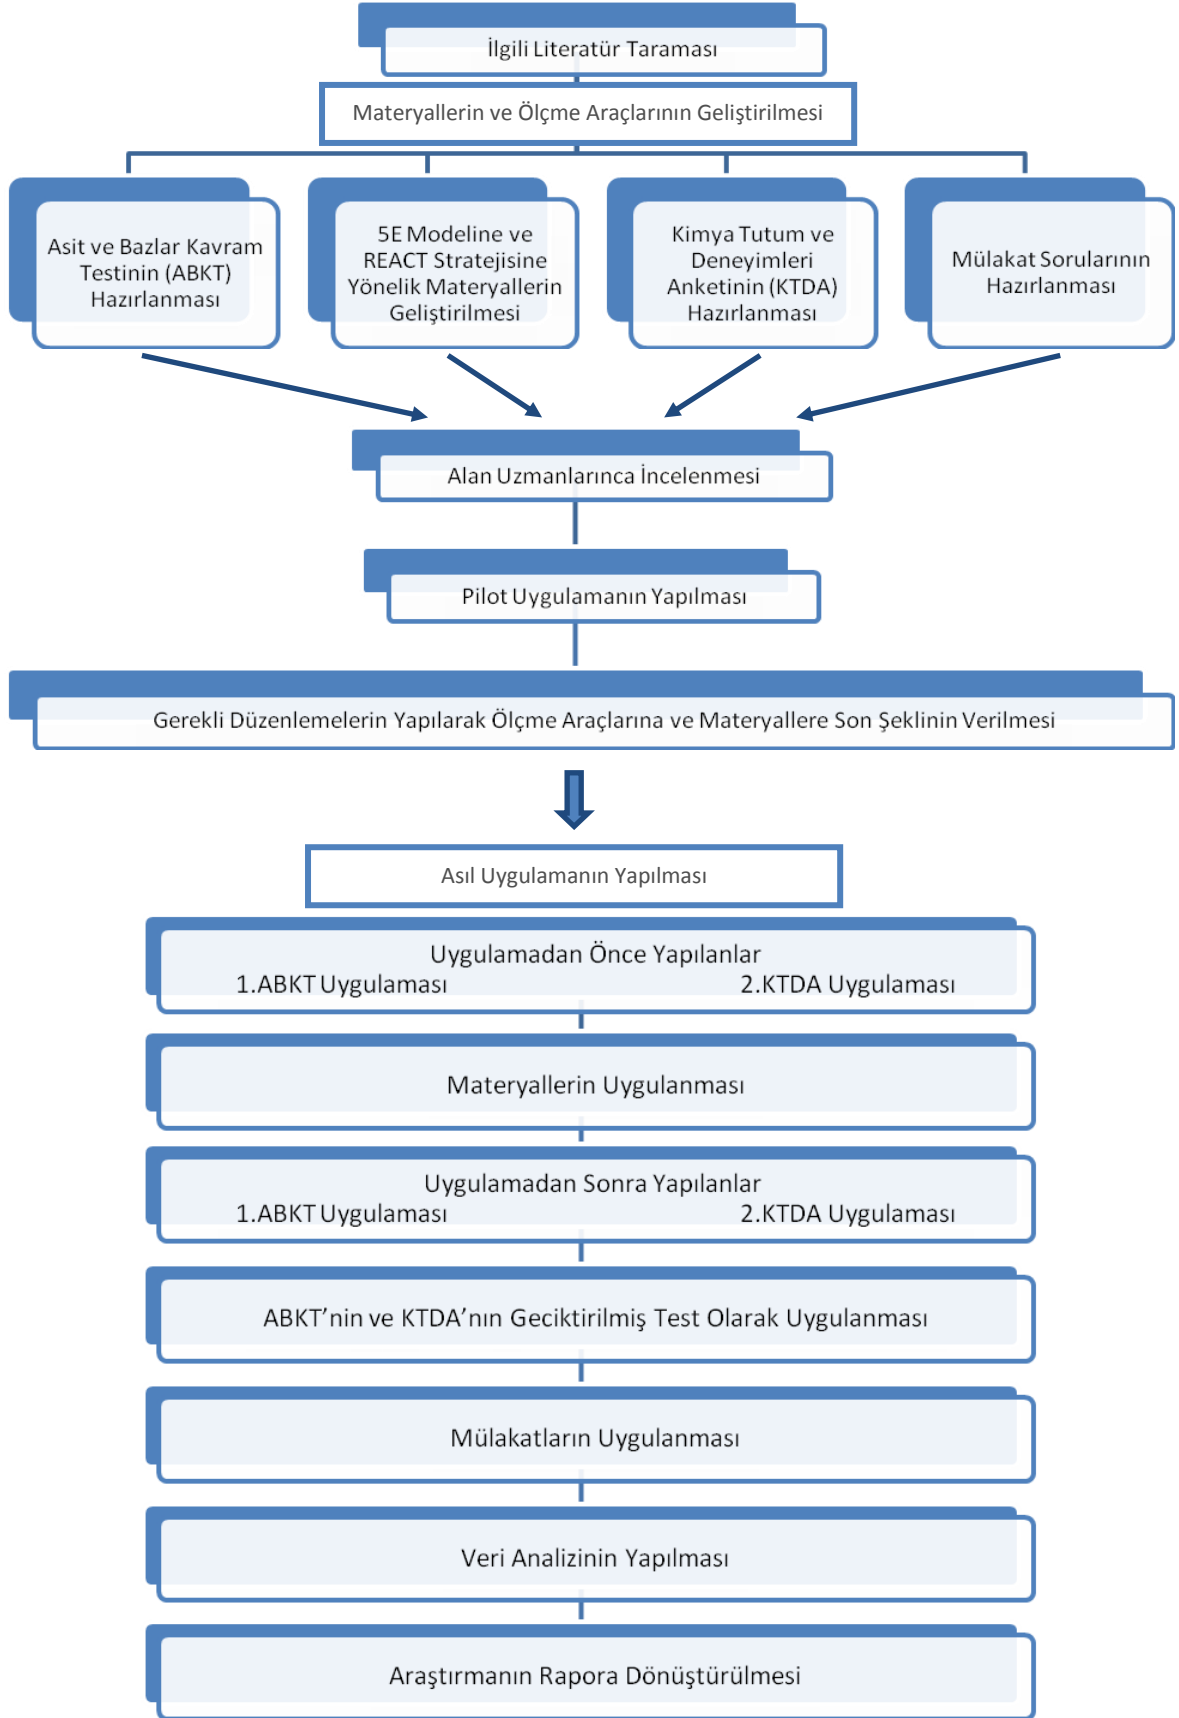 İlgili Literatür Taraması
Materyallerin ve Ölçme Araçlarının Geliştirilmesi
Asit ve Bazlar Kavram
Testinin (ABKT)
Hazırlanması
5E Modeline ve
REACT Stratejisine
Yönelik Materyallerin
Geliştirilmesi
Kimya Tutum ve
Deneyimleri
Anketinin (KTDA)
Hazırlanması
Mülakat Sorularının
Hazırlanması
Alan Uzmanlarınca İncelenmesi
Pilot Uygulamanın Yapılması
Gerekli Düzenlemelerin Yapılarak Ölçme Araçlarına ve Materyallere Son Şeklinin Verilmesi
Asıl Uygulamanın Yapılması
Uygulamadan Önce Yapılanlar
1.ABKT Uygulaması 2.KTDA Uygulaması
Materyallerin Uygulanması
Uygulamadan Sonra Yapılanlar
1.ABKT Uygulaması 2.KTDA Uygulaması
ABKT’nin ve KTDA’nın Geciktirilmiş Test Olarak Uygulanması
Mülakatların Uygulanması
Veri Analizinin Yapılması
Araştırmanın Rapora Dönüştürülmesi